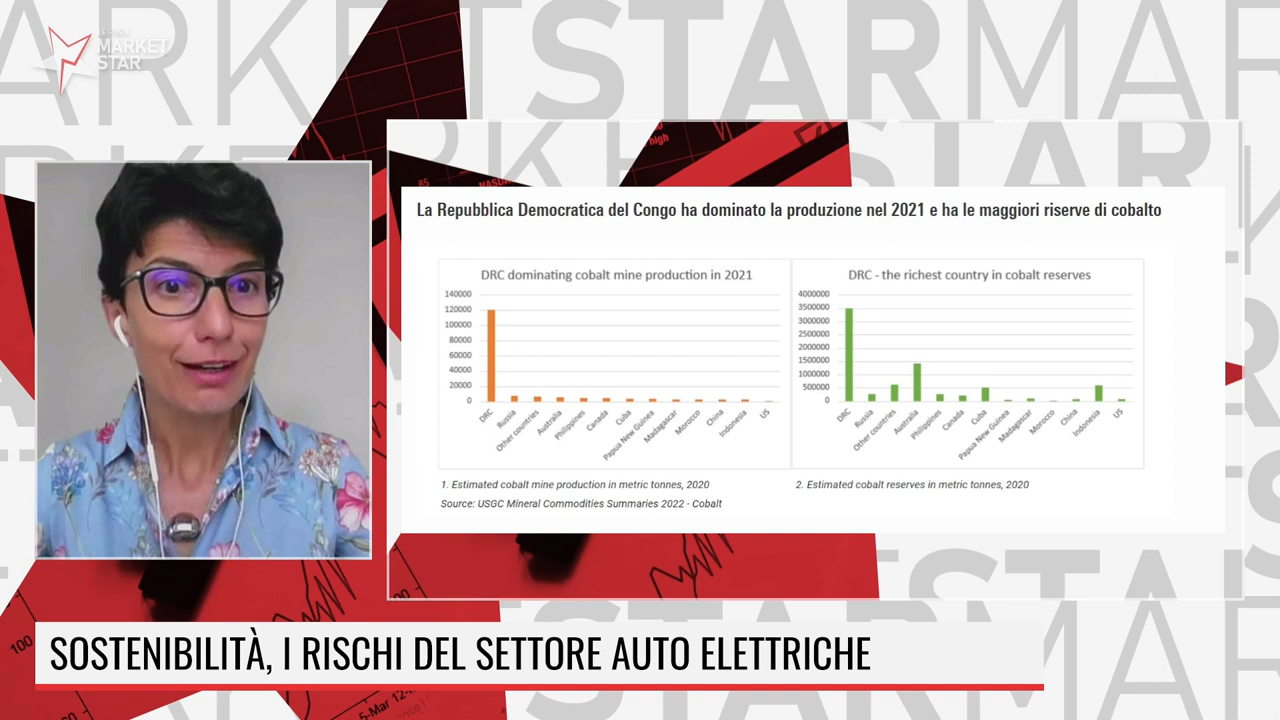 MARKET
STAR
ARKETSTARMAR
La Repubblica Democratica del Congo ha dominato la produzione nel 2021 e ha le maggiori riserve di cobalto
DRC dominating cobalt mine production in 2021
140000
120000
100000
80000
60000
40000
20000
0
DRC
Russia
Other countries
Australia
Philippines
Canada
Cuba
Papua New Guinea
Madagascar
Morocco
China
Indonesia
US
DRC - the richest country in cobalt reserves
4000000
3500000
3000000
2500000
2000000
1500000
1000000
500000
0
DRC
Russia
Other countries
Australia
Philippines
Canada
Cuba
Papua New Guinea
Madagascar
Morocco
China
Indonesia
US
1. Estimated cobalt mine production in metric tonnes, 2020
2. Estimated cobalt reserves in metric tonnes, 2020
Source: USGC Mineral Commodities Summaries 2022 - Cobalt
SOSTENIBILITÀ, I RISCHI DEL SETTORE AUTO ELETTRICHE
100